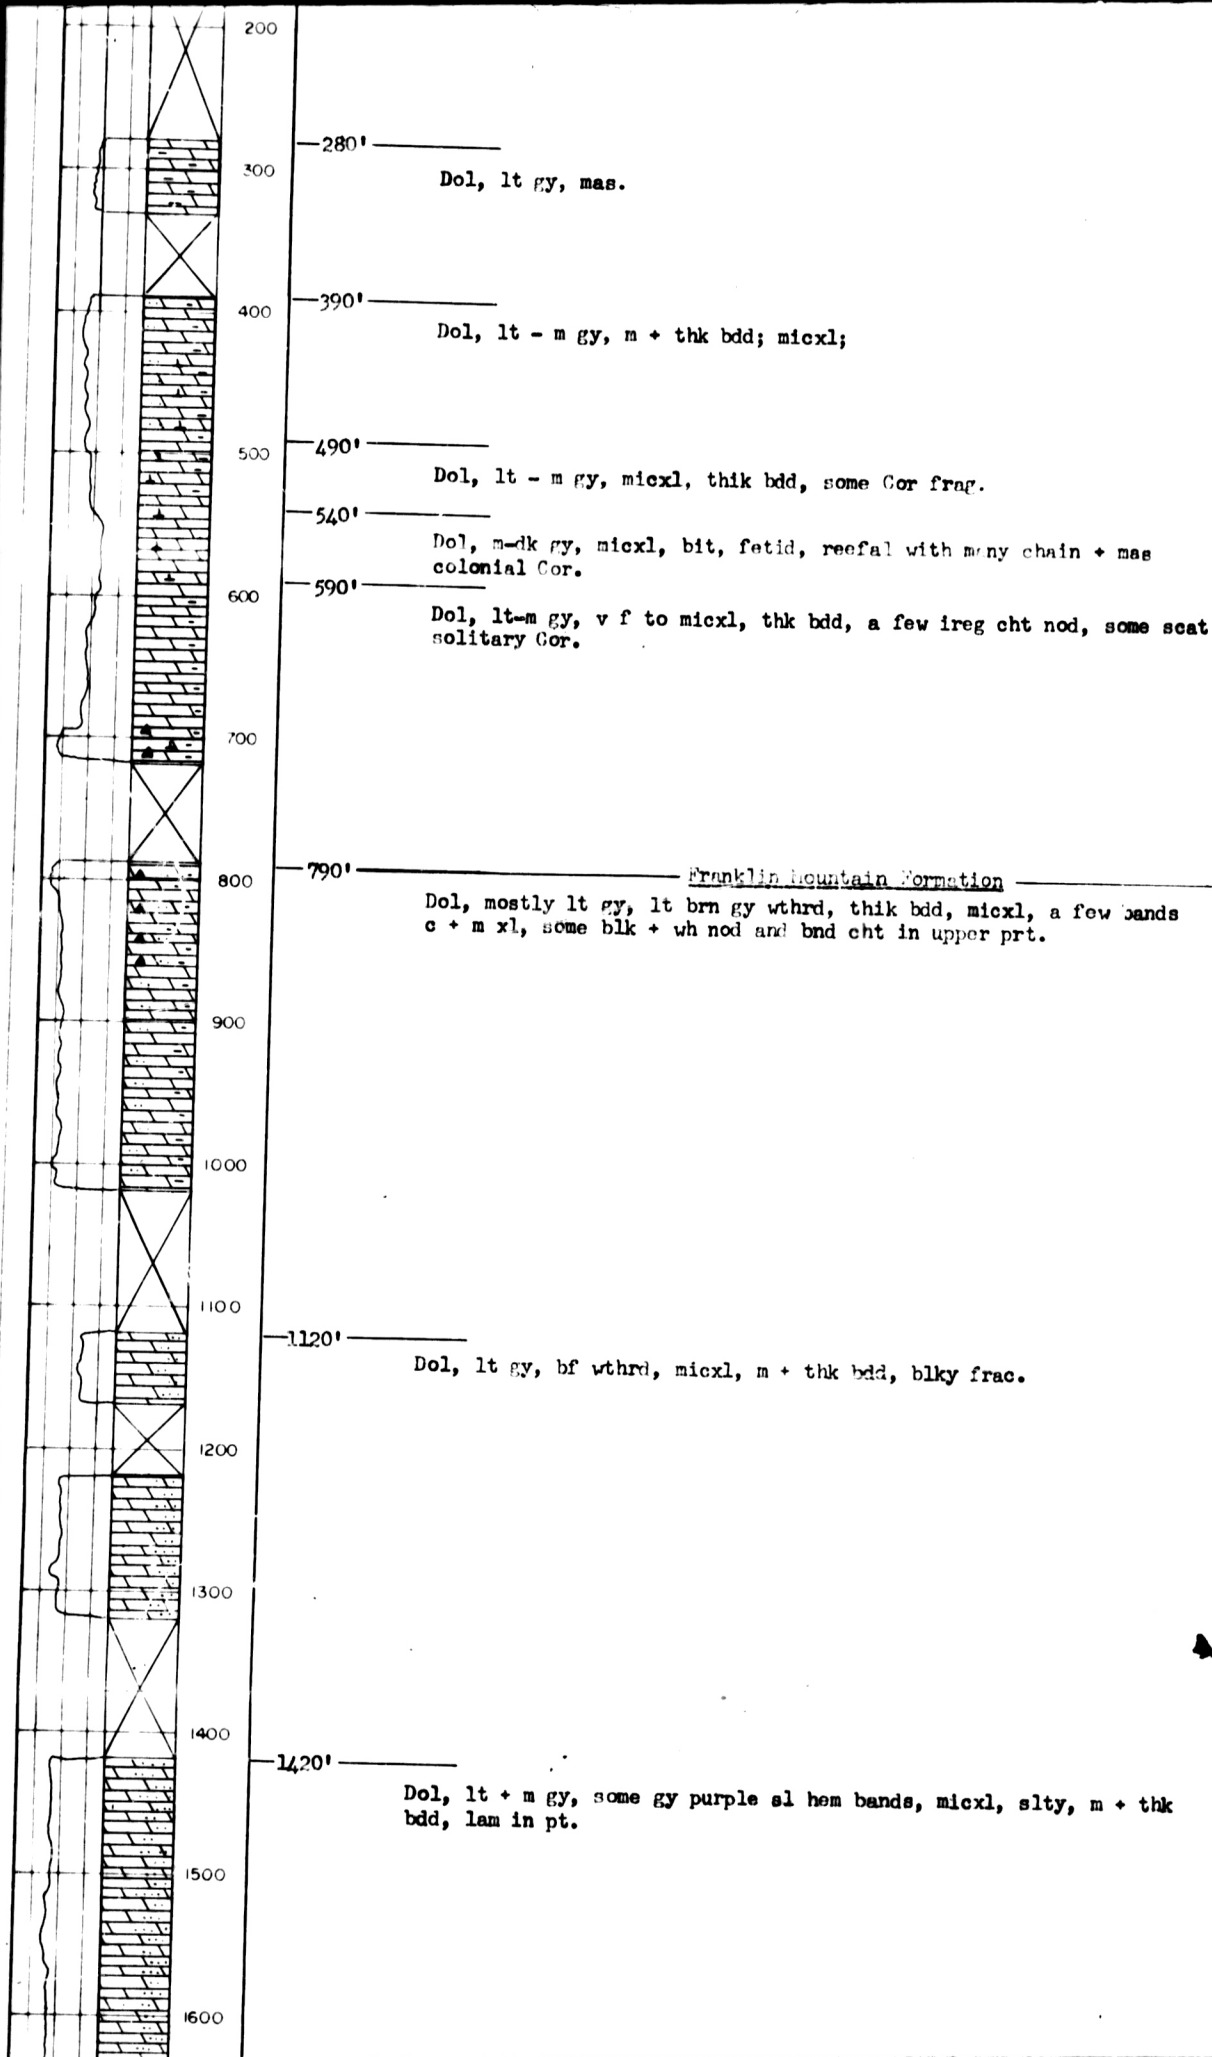 200
280'
300
Dol, lt gy, mas.
390'
400
Dol, lt - m gy, m + thk bdd; micxl;
490'
500
Dol, lt - m gy, micxl, thik bdd, some Cor frag.
540'
Dol, m-dk gy, micxl, bit, fetid, reefal with many chain + mas
colonial Cor.
590'
600
Dol, lt-m gy, v f to micxl, thk bdd, a few ireg cht nod, some scat
solitary Cor.
700
790'
Franklin Mountain Formation
800
Dol, mostly lt gy, lt brn gy wthrd, thik bdd, micxl, a few bands
c + m xl, some blk + wh nod and bnd cht in upper prt.
900
1000
1100
1120'
Dol, lt gy, bf wthrd, micxl, m + thk bdd, blky frac.
1200
1300
1400
1420'
Dol, lt + m gy, some gy purple sl hem bands, micxl, slty, m + thk
bdd, lam in pt.
1500
1600